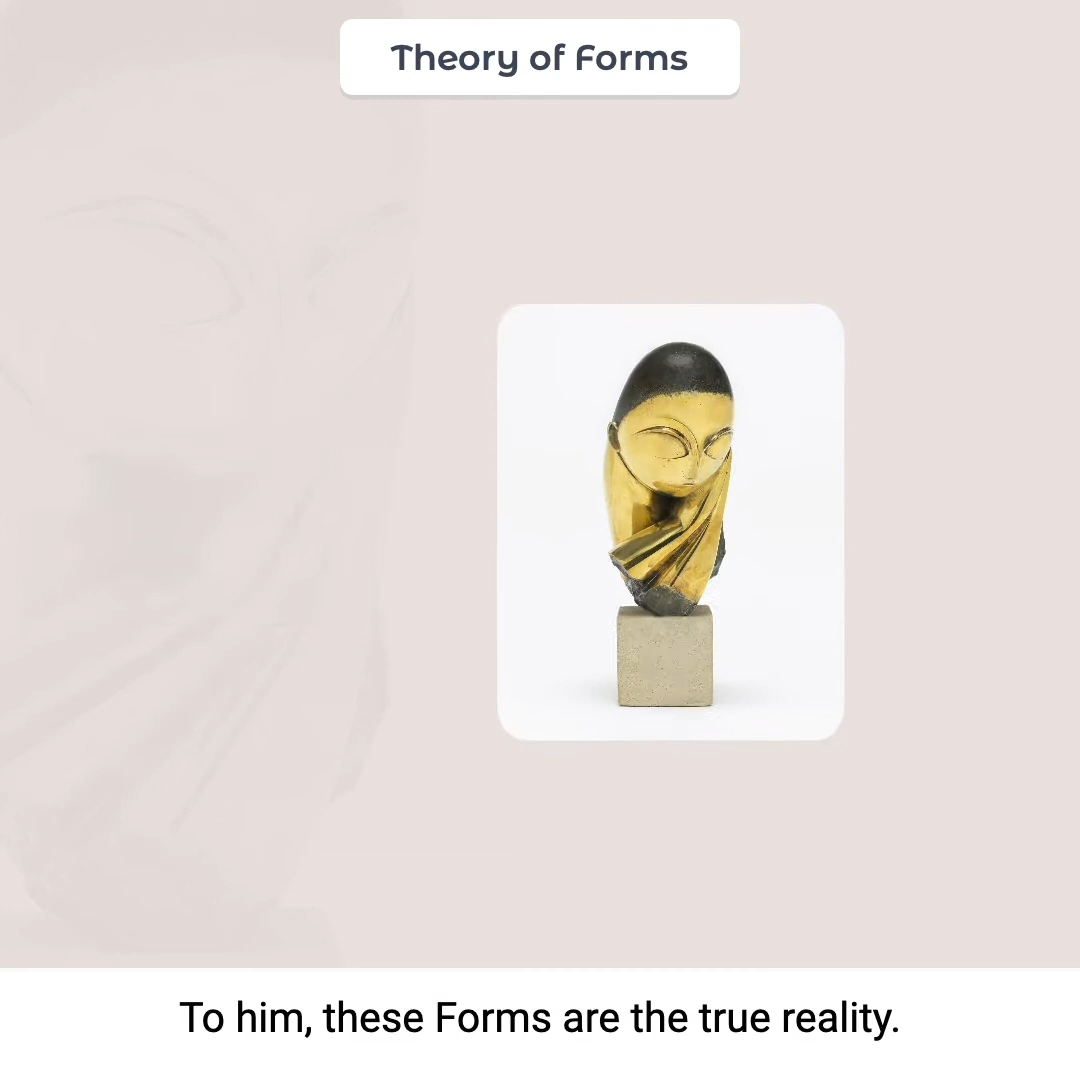 Theory of Forms
To him, these Forms are the true reality.